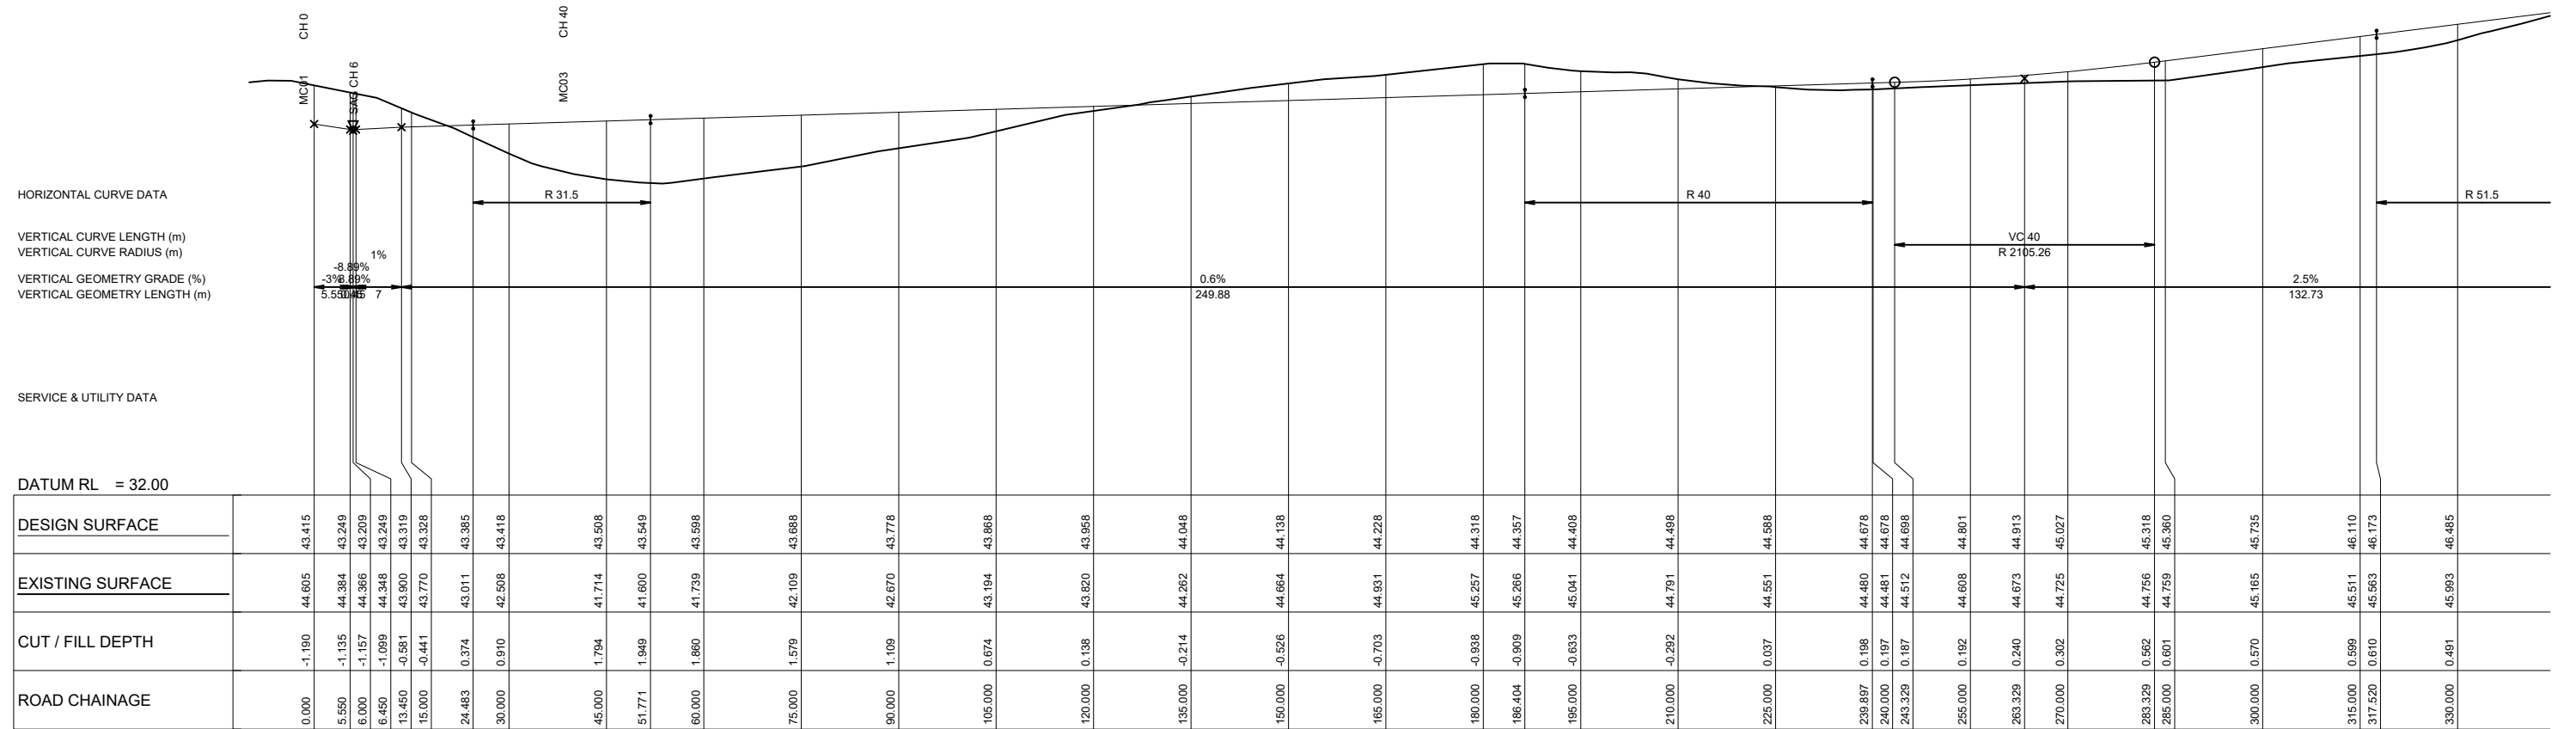 CH 0
MC01
SAG CH 6
CH 40
MC03
HORIZONTAL CURVE DATA
R 31.5
R 40
R 51.5
VERTICAL CURVE LENGTH (m)
VC 40
VERTICAL CURVE RADIUS (m)
R 2105.26
1%
-8.89%
VERTICAL GEOMETRY GRADE (%)
-3% 8.89% 0.6% 2.5%
VERTICAL GEOMETRY LENGTH (m)
5.55 0.45 7 249.88 132.73
SERVICE & UTILITY DATA
DATUM RL = 32.00
DESIGN SURFACE
43.415 43.249 43.209 43.249 43.319 43.328 43.385 43.418 43.508 43.549 43.598 43.688 43.778 43.868 43.958 44.048 44.138 44.228 44.318 44.357 44.408 44.498 44.588 44.678 44.678 44.698 44.801 44.913 45.027 45.318 45.360 45.735 46.110 46.173 46.485
EXISTING SURFACE
44.605 44.384 44.366 44.348 43.900 43.770 43.011 42.508 41.714 41.600 41.739 42.109 42.670 43.194 43.820 44.262 44.664 44.931 45.257 45.266 45.041 44.791 44.551 44.480 44.481 44.512 44.608 44.673 44.725 44.756 44.759 45.165 45.511 45.563 45.993
CUT / FILL DEPTH
-1.190 -1.135 -1.157 -1.099 -0.581 -0.441 0.374 0.910 1.794 1.949 1.860 1.579 1.109 0.674 0.138 -0.214 -0.526 -0.703 -0.938 -0.909 -0.633 -0.292 0.037 0.198 0.197 0.187 0.192 0.240 0.302 0.562 0.601 0.570 0.599 0.610 0.491
ROAD CHAINAGE
0.000 5.550 6.000 6.450 13.450 15.000 24.483 30.000 45.000 51.771 60.000 75.000 90.000 105.000 120.000 135.000 150.000 165.000 180.000 186.404 195.000 210.000 225.000 239.897 240.000 243.329 255.000 263.329 270.000 283.329 285.000 300.000 315.000 317.520 330.000